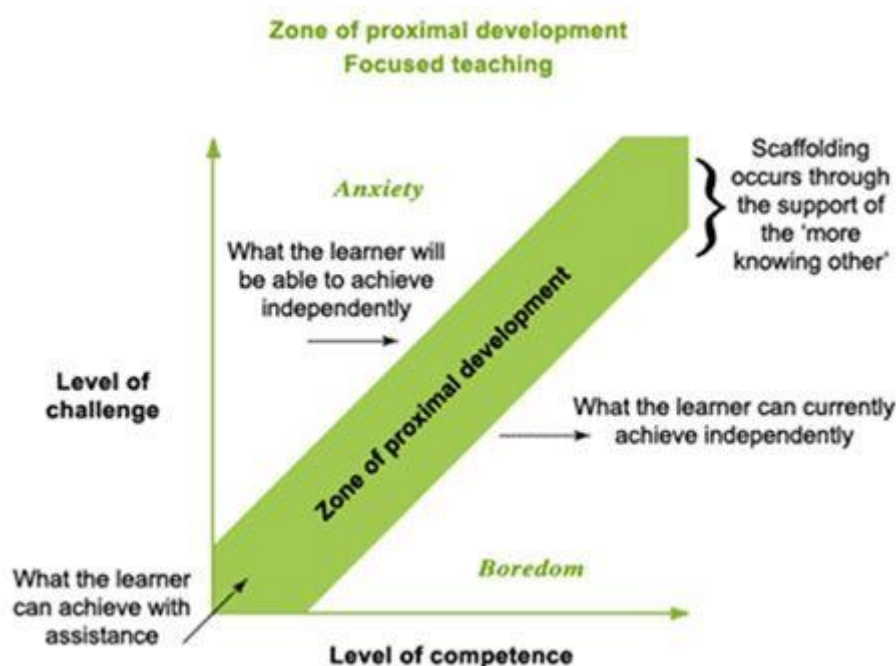 Zone of proximal development
Focused teaching
Anxiety
What the learner will
be able to achieve
independently
Scaffolding
occurs through
the support of
the ‘more
knowing other’
Zone of proximal development
Level of
challenge
What the learner can currently
achieve independently
What the learner
can achieve with
assistance
Boredom
Level of competence